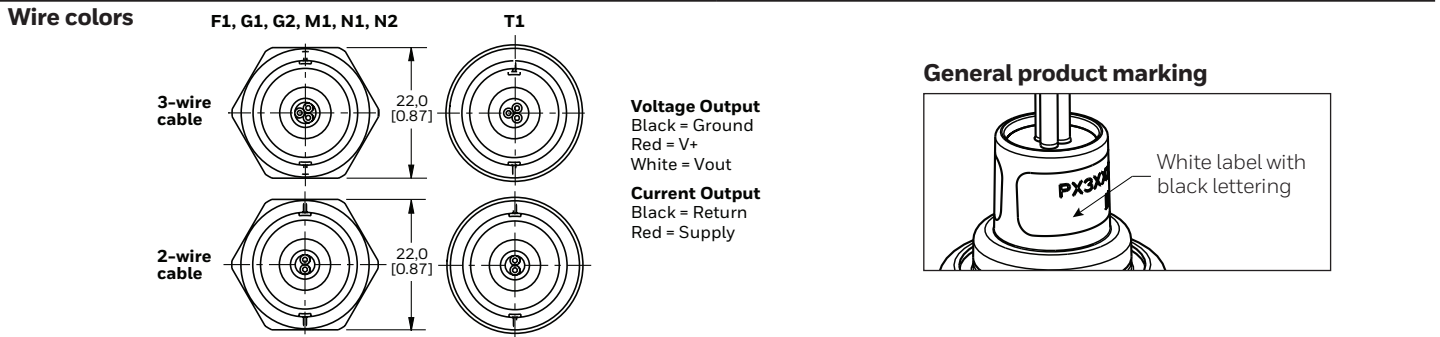 Wire colors
F1, G1, G2, M1, N1, N2
T1
3-wire
cable
22,0
[0.87]
2-wire
cable
22,0
[0.87]
Voltage Output
Black = Ground
Red = V+
White = Vout
Current Output
Black = Return
Red = Supply
General product marking
PX3XX
White label with
black lettering